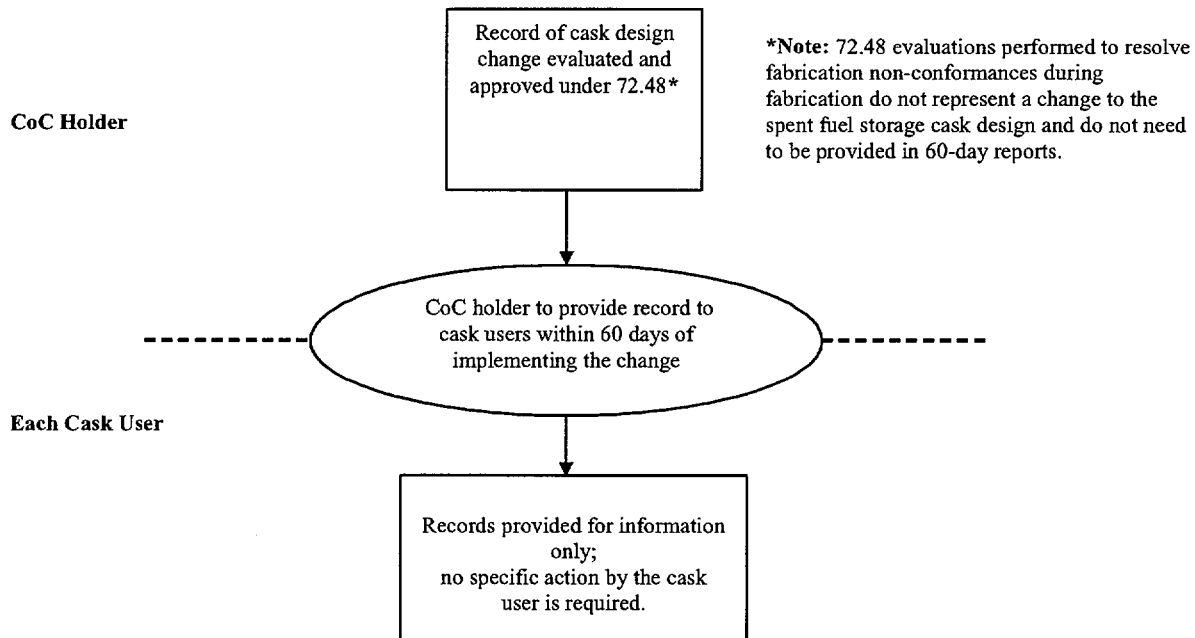 Record of cask design
change evaluated and
approved under 72.48*
*Note: 72.48 evaluations performed to resolve
fabrication non-conformances during
fabrication do not represent a change to the
spent fuel storage cask design and do not need
to be provided in 60-day reports.
CoC Holder
CoC holder to provide record to
cask users within 60 days of
implementing the change
Each Cask User
Records provided for information
only;
no specific action by the cask
user is required.